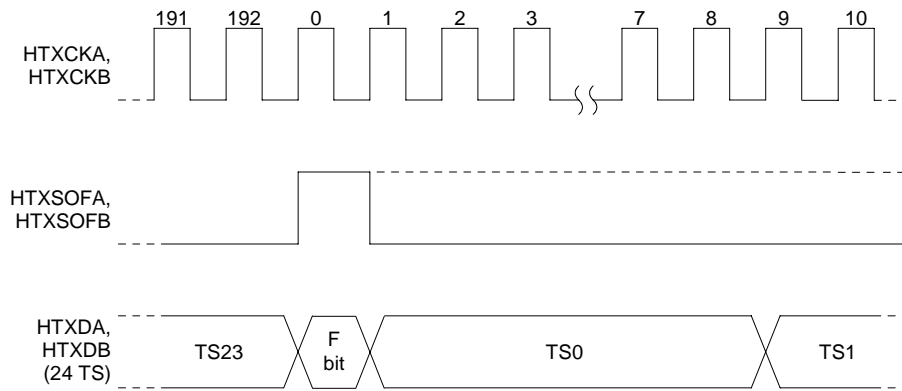 191 192 0 1 2 3 7 8 9 10
HTXCKA,
HTXCKB
HTXSOFA,
HTXSOFB
HTXDA,
HTXDB
(24 TS)
TS23
F
bit
TS0
TS1